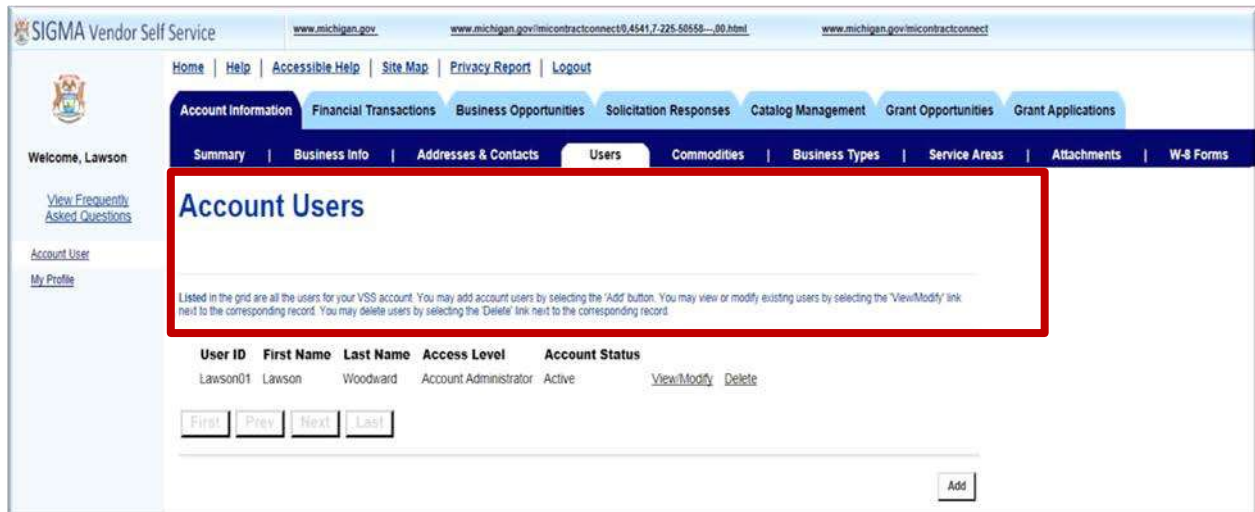 SIGMA Vendor Self Service www.michigan.gov www.michigan.gov/micontractconnect/0,4541,7-225-50558---,00.html www.michigan.gov/micontractconnect
Home | Help | Accessible Help | Site Map | Privacy Report | Logout
Account Information Financial Transactions Business Opportunities Solicitation Responses Catalog Management Grant Opportunities Grant Applications
Welcome, Lawson
Summary | Business Info | Addresses & Contacts Users Commodities | Business Types | Service Areas | Attachments | W-8 Forms
View Frequently
Asked Questions
Account User
My Profile
Account Users
Listed in the grid are all the users for your VSS account. You may add account users by selecting the 'Add' button. You may view or modify existing users by selecting the 'View/Modify' link
next to the corresponding record. You may delete users by selecting the 'Delete' link next to the corresponding record.
User ID First Name Last Name Access Level Account Status
Lawson01 Lawson Woodward Account Administrator Active View/Modify Delete
First Prev Next Last
Add